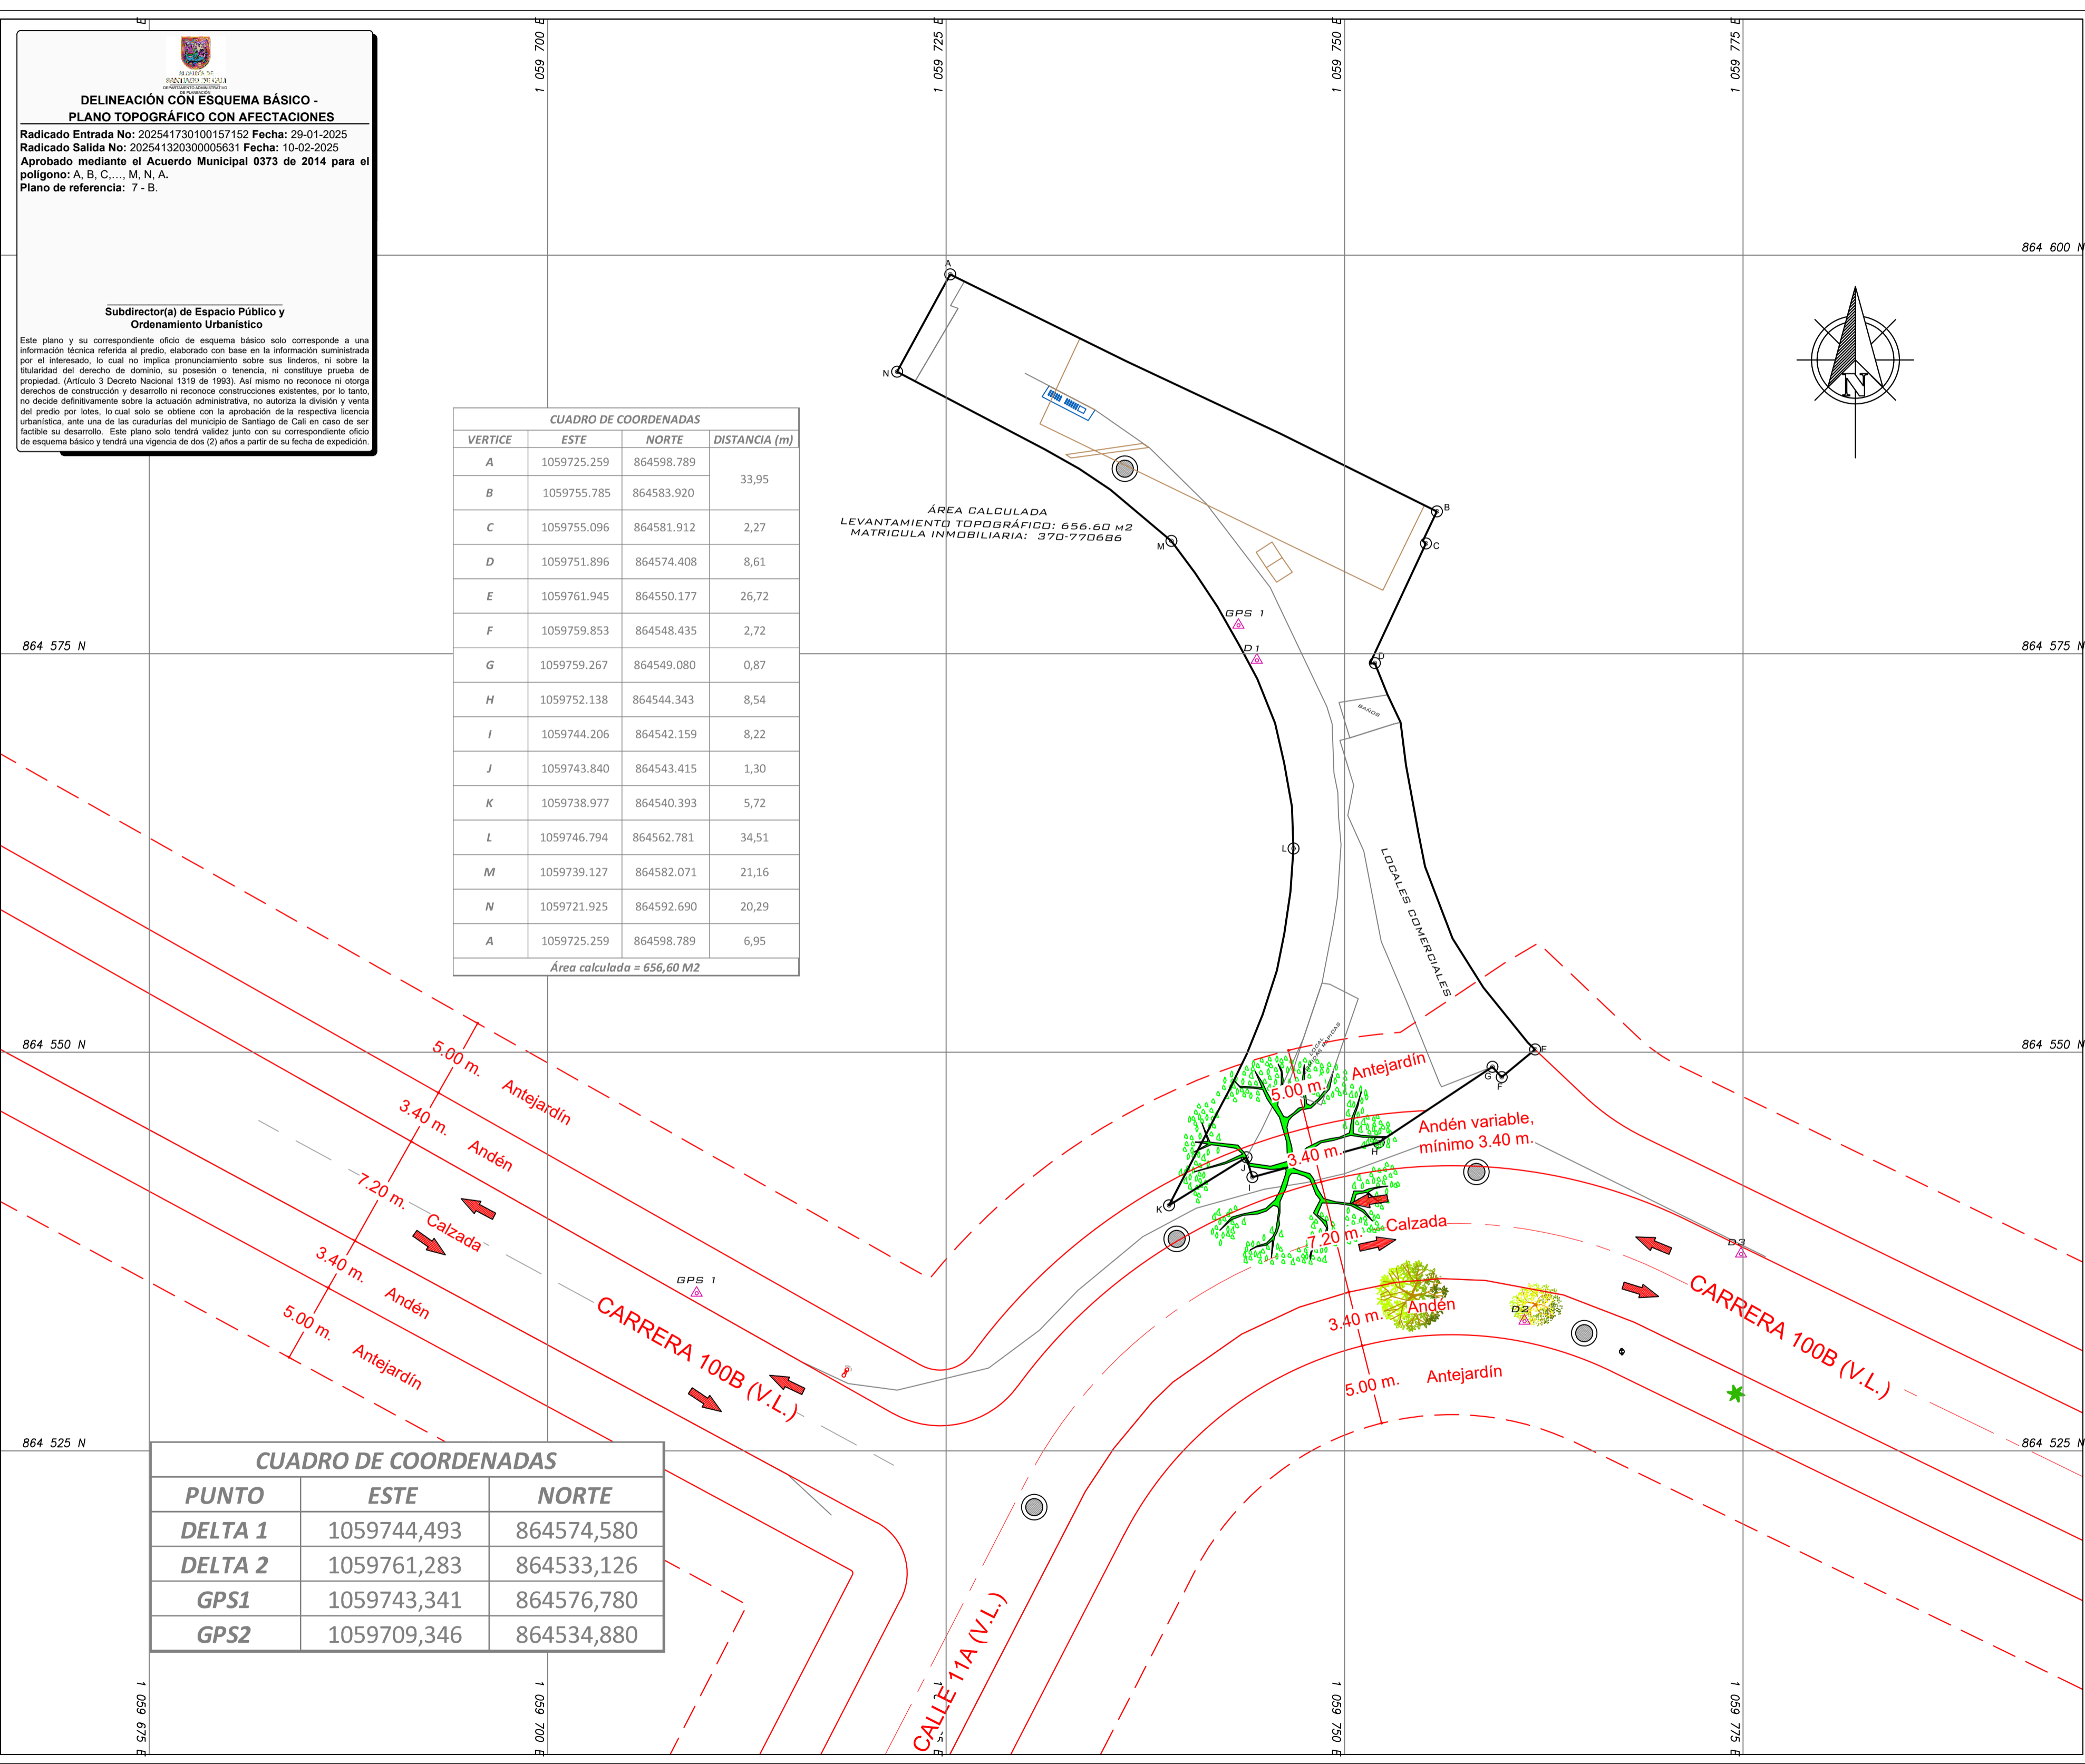 ALCALDÍA DE
SANTIAGO DE CALI
DEPARTAMENTO ADMINISTRATIVO
DE PLANEACIÓN
DELINEACIÓN CON ESQUEMA BÁSICO -
PLANO TOPOGRÁFICO CON AFECTACIONES
Radicado Entrada No: 202541730100157152 Fecha: 29-01-2025
Radicado Salida No: 202541320300005631 Fecha: 10-02-2025
Aprobado mediante el Acuerdo Municipal 0373 de 2014 para el
polígono: A, B, C,…, M, N, A.
Plano de referencia: 7 - B.
Subdirector(a) de Espacio Público y
Ordenamiento Urbanístico
Este plano y su correspondiente oficio de esquema básico solo corresponde a una
información técnica referida al predio, elaborado con base en la información suministrada
por el interesado, lo cual no implica pronunciamiento sobre sus linderos, ni sobre la
titularidad del derecho de dominio, su posesión o tenencia, ni constituye prueba de
propiedad. (Artículo 3 Decreto Nacional 1319 de 1993). Así mismo no reconoce ni otorga
derechos de construcción y desarrollo ni reconoce construcciones existentes, por lo tanto,
no decide definitivamente sobre la actuación administrativa, no autoriza la división y venta
del predio por lotes, lo cual solo se obtiene con la aprobación de la respectiva licencia
urbanística, ante una de las curadurías del municipio de Santiago de Cali en caso de ser
factible su desarrollo. Este plano solo tendrá validez junto con su correspondiente oficio
de esquema básico y tendrá una vigencia de dos (2) años a partir de su fecha de expedición.
E
1 059 700 E
1 059 725 E
1 059 750 E
1 059 775 E
864 600 N
N
CUADRO DE COORDENADAS
VERTICE ESTE NORTE DISTANCIA (m)
A 1059725.259 864598.789
33,95
B 1059755.785 864583.920
C 1059755.096 864581.912 2,27
D 1059751.896 864574.408 8,61
E 1059761.945 864550.177 26,72
F 1059759.853 864548.435 2,72
G 1059759.267 864549.080 0,87
H 1059752.138 864544.343 8,54
I 1059744.206 864542.159 8,22
J 1059743.840 864543.415 1,30
K 1059738.977 864540.393 5,72
L 1059746.794 864562.781 34,51
M 1059739.127 864582.071 21,16
N 1059721.925 864592.690 20,29
A 1059725.259 864598.789 6,95
Área calculada = 656,60 M2
ÁREA CALCULADA
LEVANTAMIENTO TOPOGRÁFICO: 656.60 M2
MATRICULA INMOBILIARIA: 370-770686
A
N
B
C
M
GPS 1
D1
D
864 575 N
864 575 N
BAÑOS
L
LOCALES COMERCIALES
864 550 N
864 550 N
E
G
F
H
J
I
K
LOCAL
5.00 m. Antejardín
3.40 m. Andén
7.20 m. Calzada
3.40 m. Andén
5.00 m. Antejardín
5.00 m. Antejardín
Andén variable,
mínimo 3.40 m.
3.40 m.
7.20 m. Calzada
3.40 m. Andén
5.00 m. Antejardín
GPS 1
D2
D3
CARRERA 100B (V.L.)
CARRERA 100B (V.L.)
CALLE 11A (V.L.)
864 525 N
864 525 N
CUADRO DE COORDENADAS
PUNTO ESTE NORTE
DELTA 1 1059744,493 864574,580
DELTA 2 1059761,283 864533,126
GPS1 1059743,341 864576,780
GPS2 1059709,346 864534,880
1 059 675 E
1 059 700 E
1 059 750 E
1 059 775 E